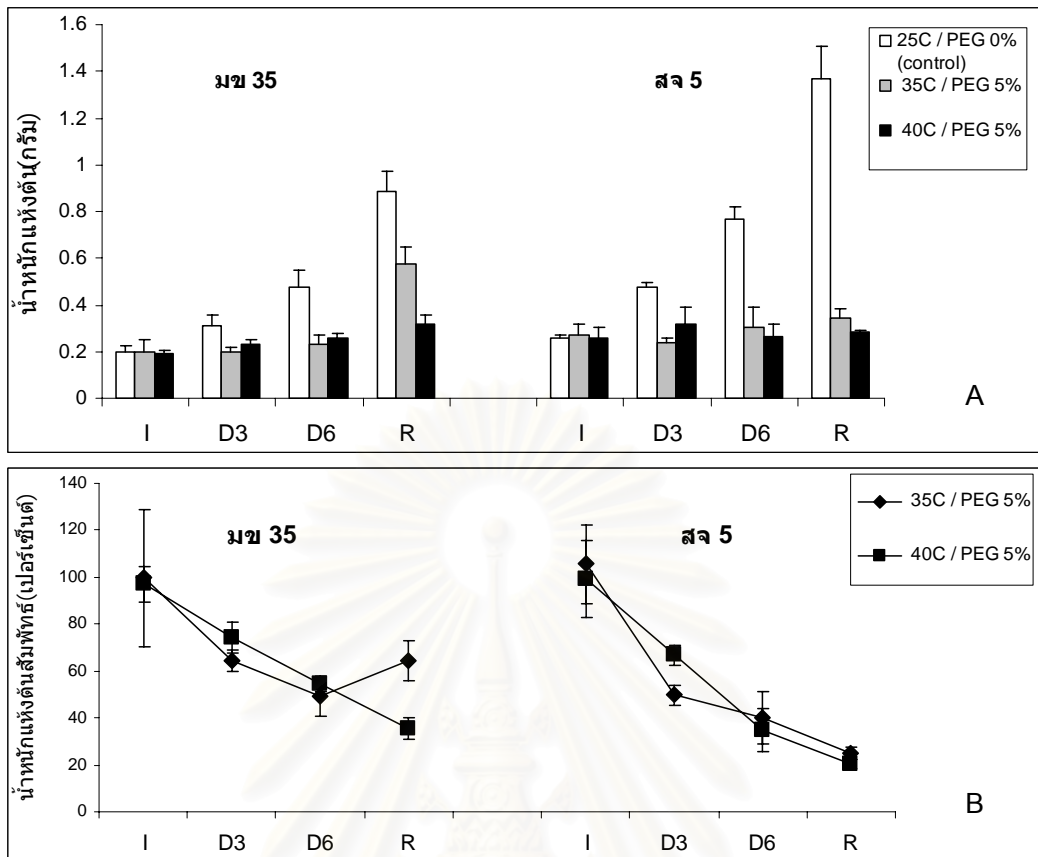 น้ำหนักแห้งต้น(กรัม)
1.6
1.4
1.2
1
0.8
0.6
0.4
0.2
0
มข 35
สจ 5
25C / PEG 0%
(control)
35C / PEG 5%
40C / PEG 5%
I D3 D6 R I D3 D6 R
A
น้ำหนักแห้งต้นสัมพัทธ์(เปอร์เซ็นต์)
140
120
100
80
60
40
20
0
มข 35
สจ 5
35C / PEG 5%
40C / PEG 5%
I D3 D6 R I D3 D6 R
B